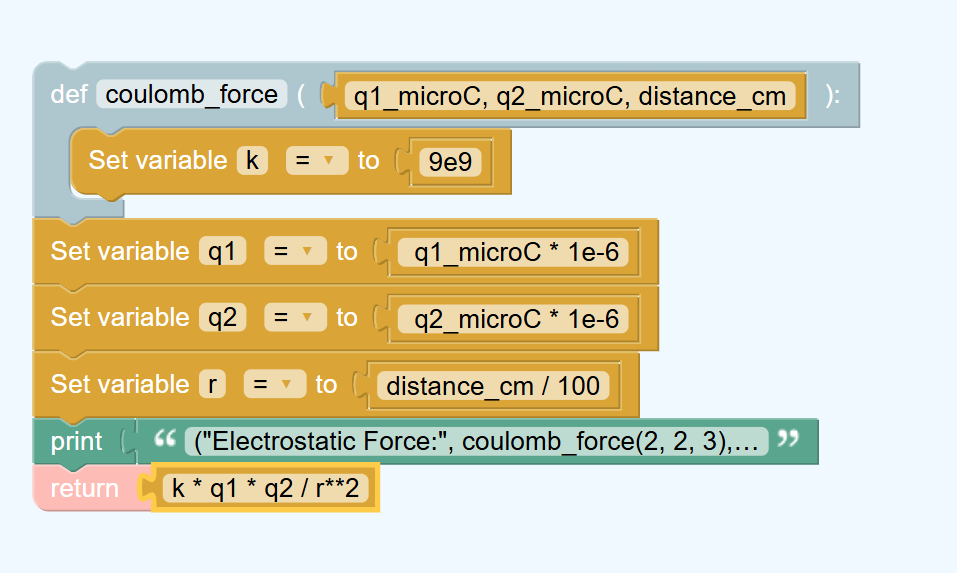 def coulomb_force ( q1_microC, q2_microC, distance_cm ):
Set variable k = to 9e9
Set variable q1 = to q1_microC * 1e-6
Set variable q2 = to q2_microC * 1e-6
Set variable r = to distance_cm / 100
print “ ("Electrostatic Force:", coulomb_force(2, 2, 3),... ”
return k * q1 * q2 / r**2